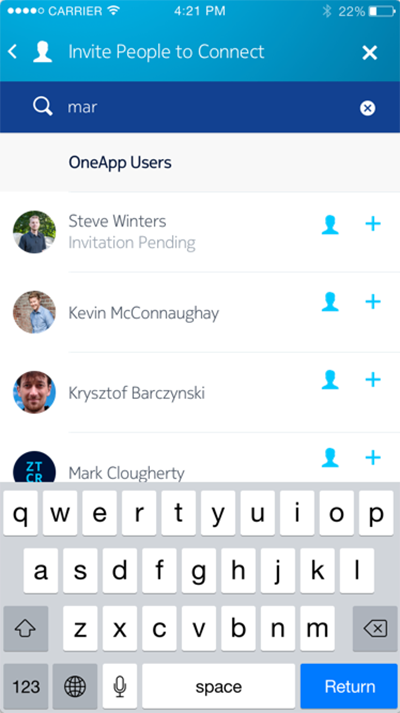 CARRIER 4:21 PM 22%
Invite People to Connect
mar
OneApp Users
Steve Winters
Invitation Pending
Kevin McConnaughay
Krysztof Barczynski
ZT
CR
Mark Clougherty
q w e r t y u i o p
a s d f g h j k l
z x c v b n m
123 space Return